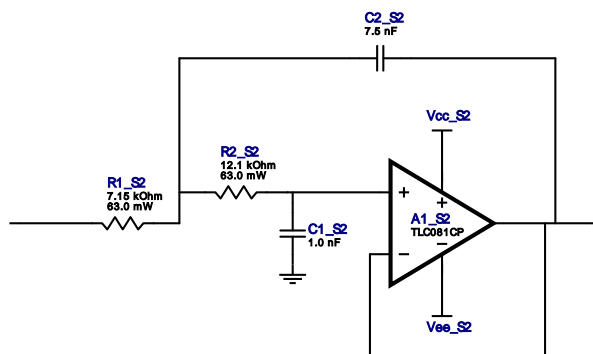 C2_S2
7.5 nF
Vcc_S2
R2_S2
12.1 kOhm
63.0 mW
R1_S2
7.15 kOhm
63.0 mW
+
+
A1_S2
TLC081CP
C1_S2
1.0 nF
−
−
Vee_S2